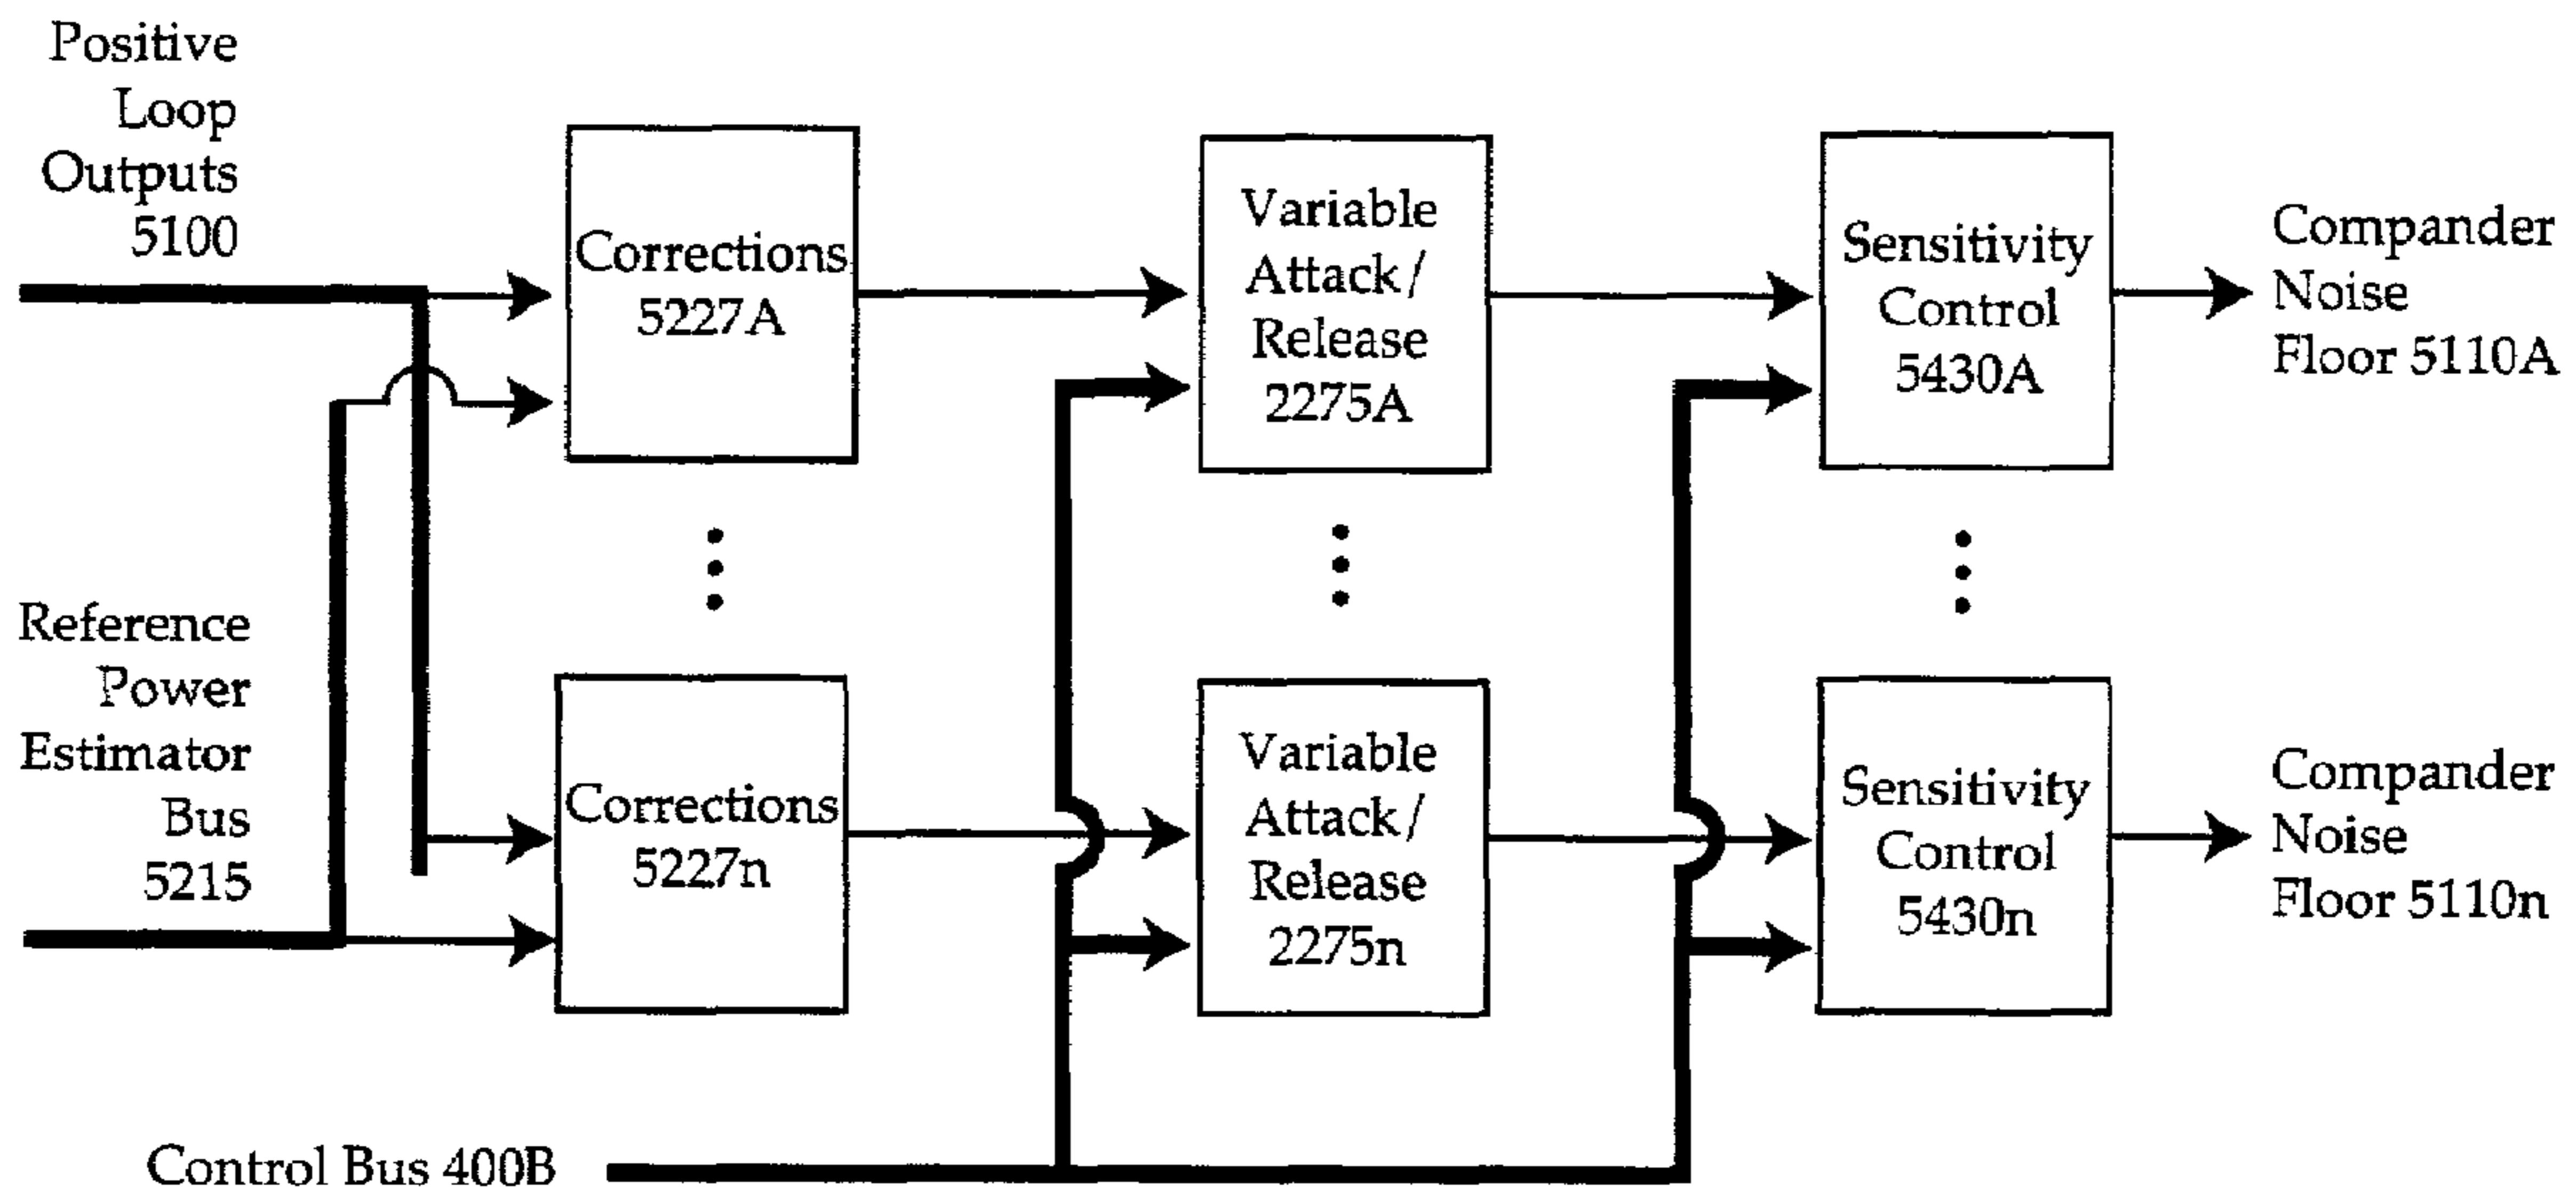 Positive
Loop
Outputs
5100
Corrections
5227A
Variable
Attack/
Release
2275A
Sensitivity
Control
5430A
Compander
Noise
Floor 5110A
Reference
Power
Estimator
Bus
5215
Corrections
5227n
Variable
Attack/
Release
2275n
Sensitivity
Control
5430n
Compander
Noise
Floor 5110n
Control Bus 400B